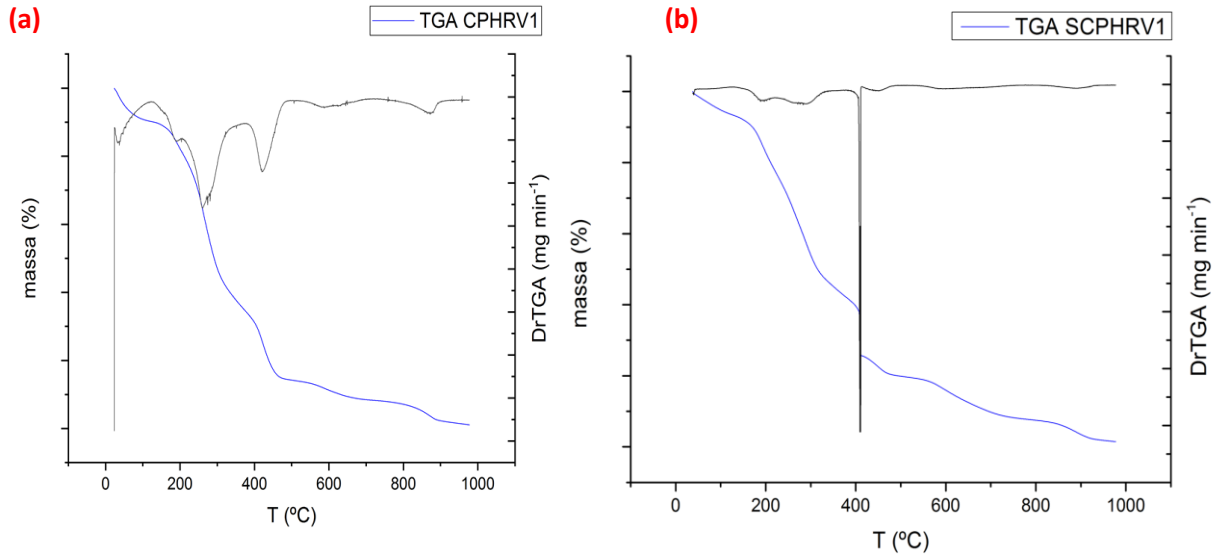 (a)
TGA CPHRV1
massa (%)
DrTGA (mg min⁻¹)
0 200 400 600 800 1000
T (ºC)
(b)
TGA SCPHRV1
massa (%)
DrTGA (mg min⁻¹)
0 200 400 600 800 1000
T (ºC)